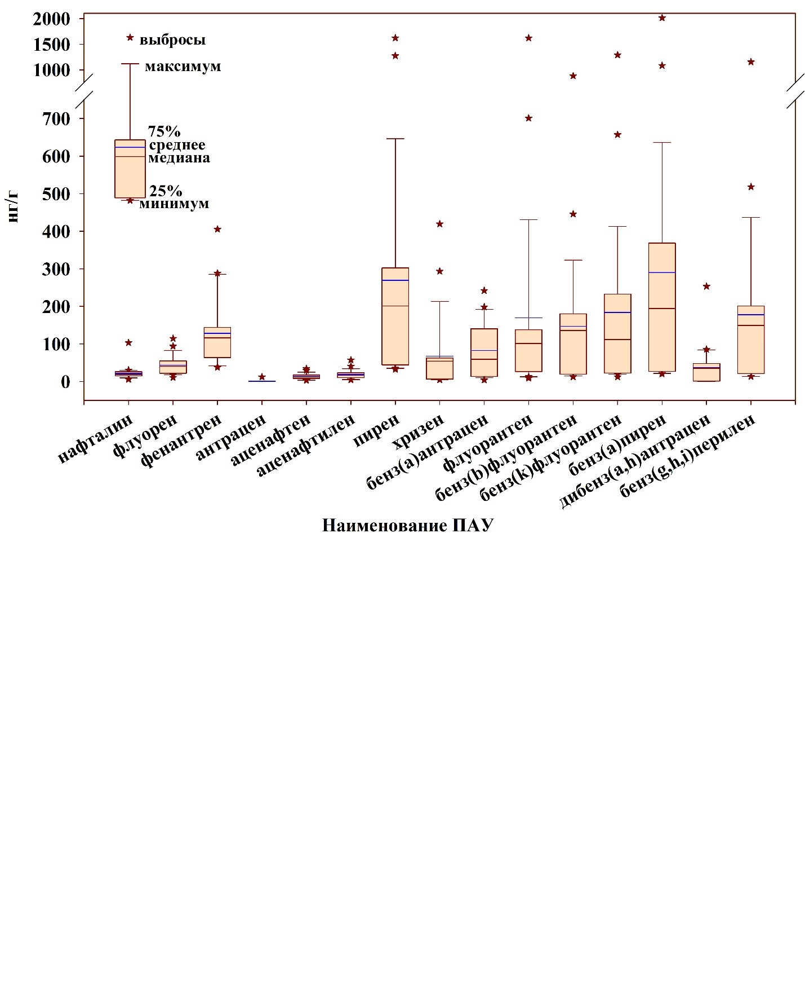 2000
1500
1000
700
600
500
400
300
200
100
0
нг/г
выбросы
максимум
75%
среднее
медиана
25%
минимум
нафталин
флуорен
фенантрен
антрацен
аценафтен
аценафтилен
пирен
хризен
бенз(a)антрацен
флуорантен
бенз(b)флуорантен
бенз(k)флуорантен
бенз(a)пирен
дибенз(a,h)антрацен
бенз(g,h,i)перилен
Наименование ПАУ